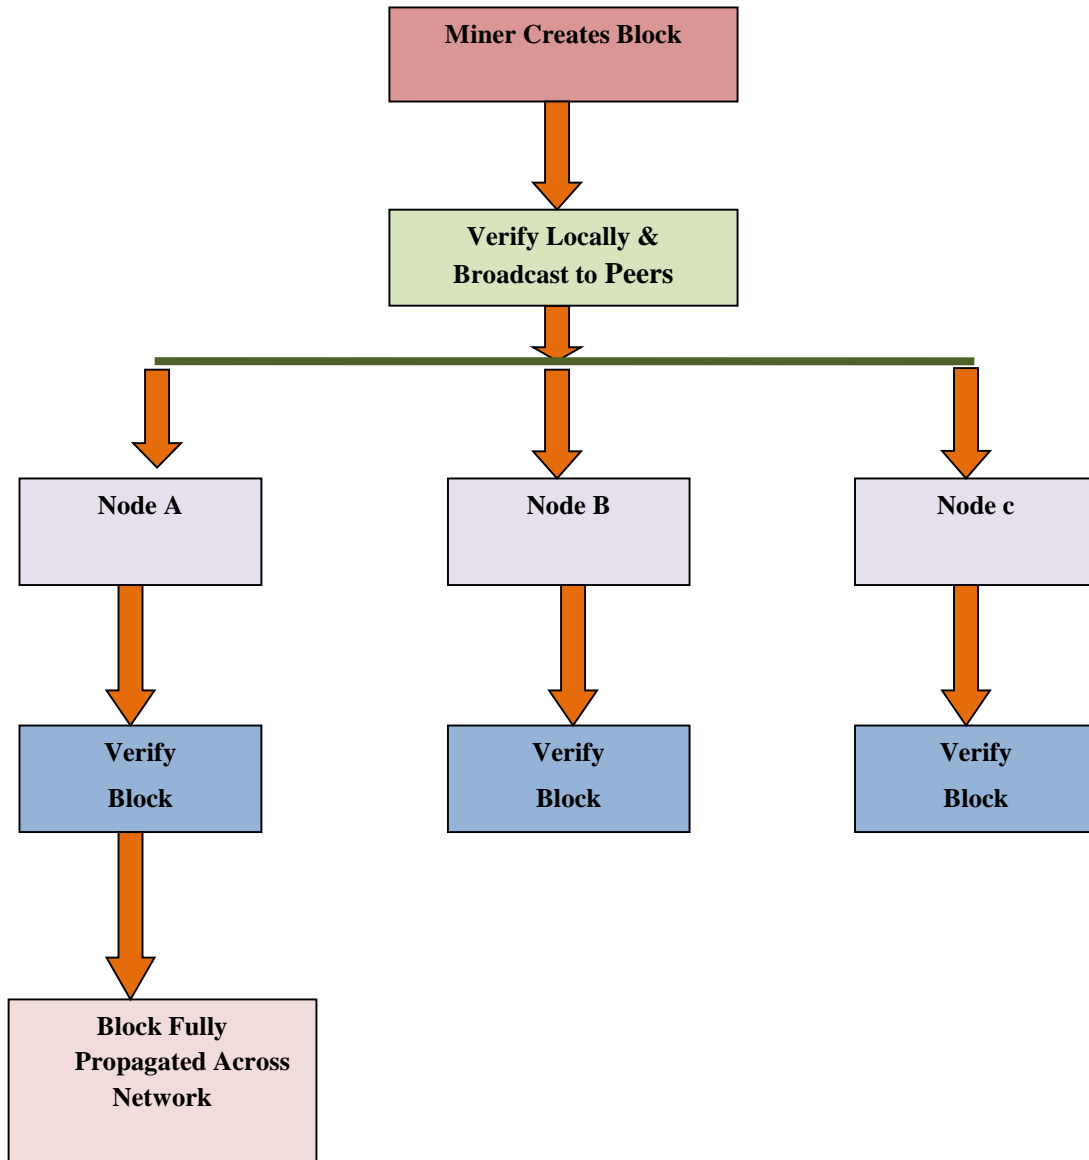 Miner Creates Block
Verify Locally &
Broadcast to Peers
Node A
Node B
Node c
Verify
Block
Verify
Block
Verify
Block
Block Fully
Propagated Across
Network